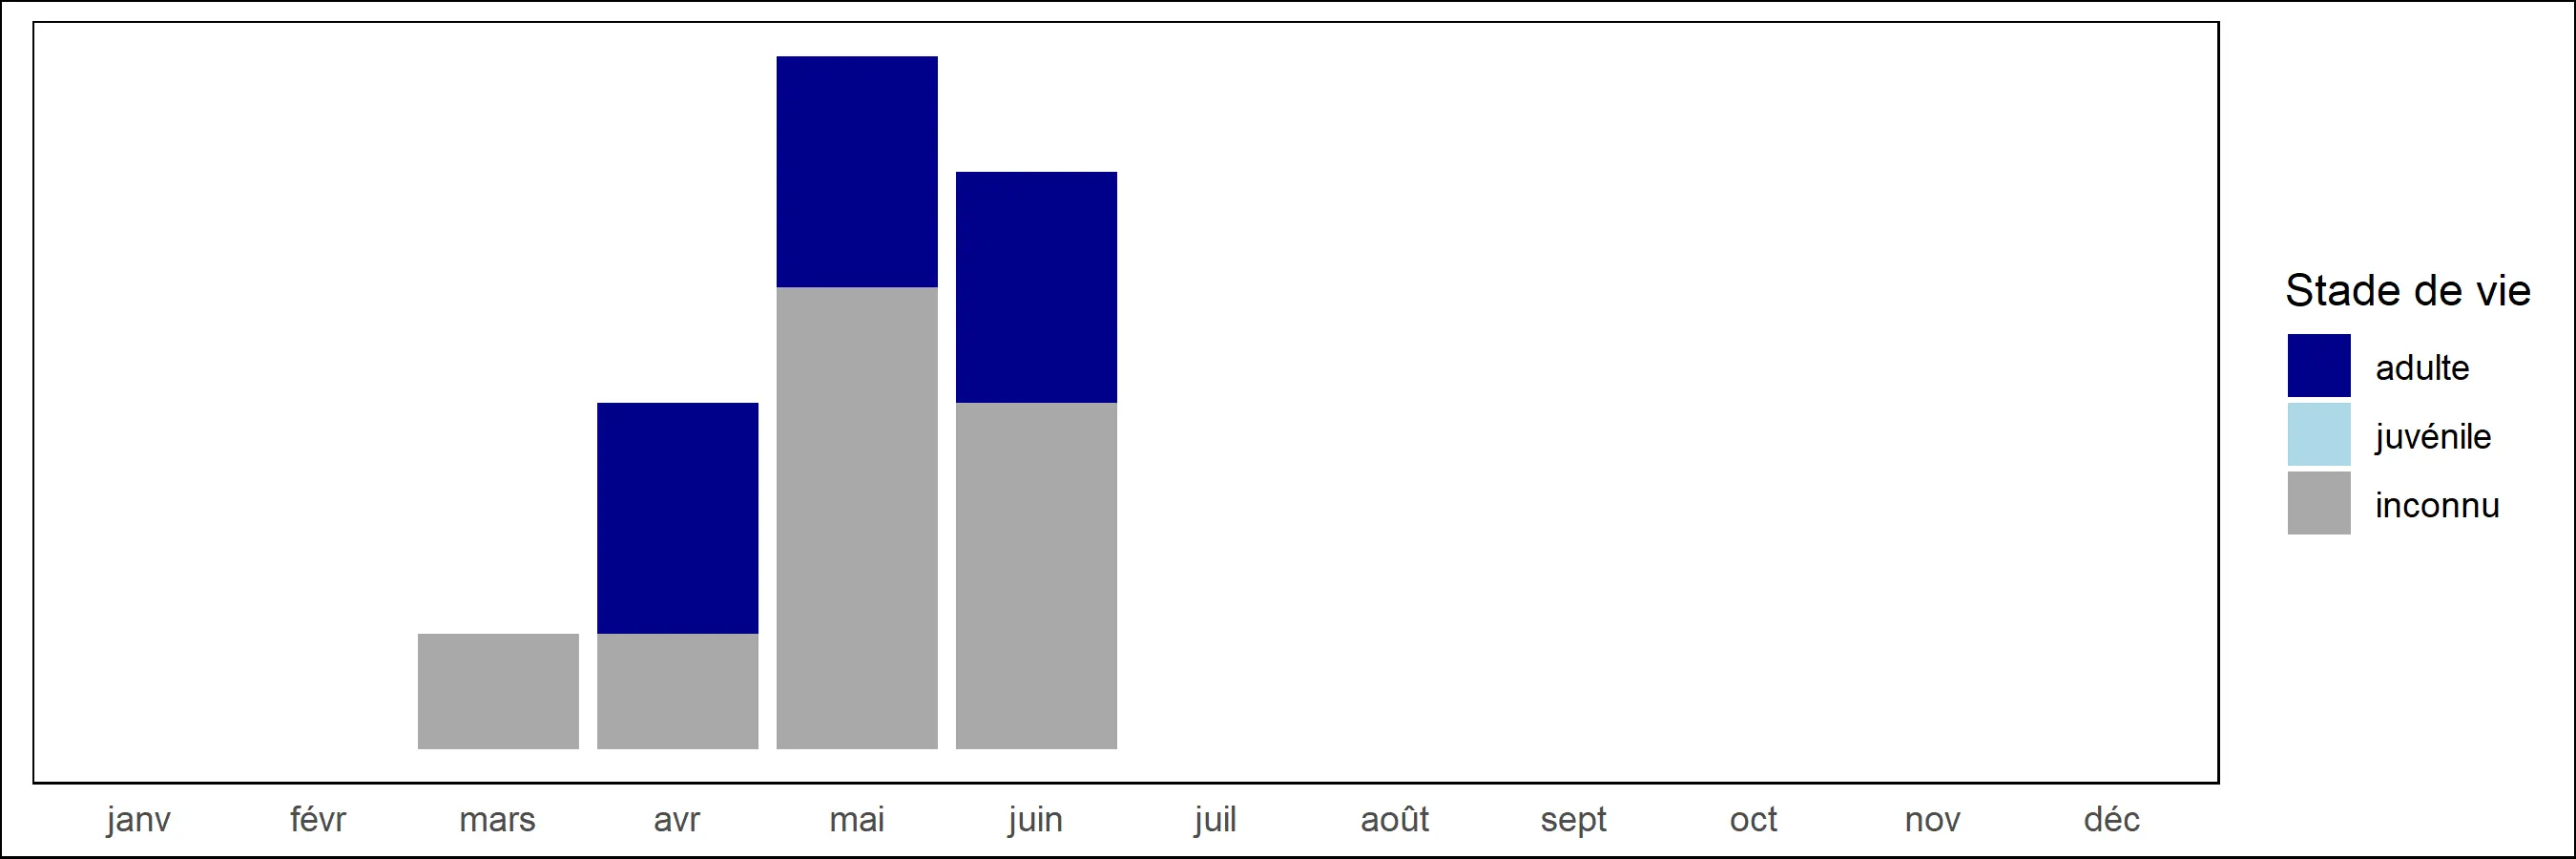 Stade de vie
adulte
juvénile
inconnu
janv févr mars avr mai juin juil août sept oct nov déc